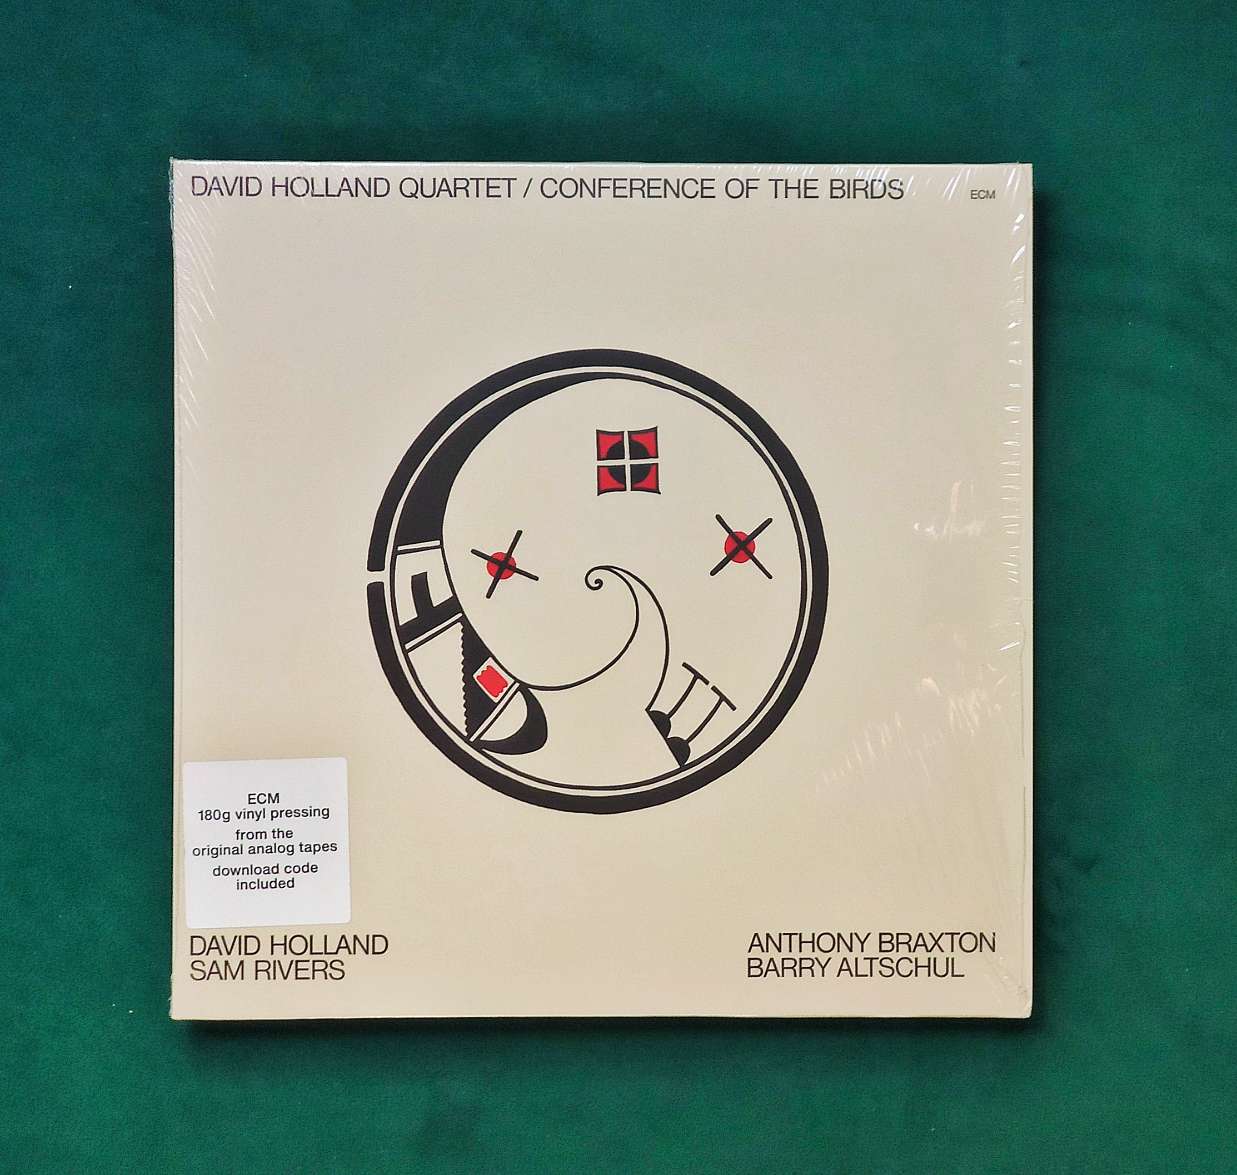 DAVID HOLLAND QUARTET / CONFERENCE OF THE BIRDS
ECM
ECM
180g vinyl pressing
from the
original analog tapes
download code
included
DAVID HOLLAND
SAM RIVERS
ANTHONY BRAXTON
BARRY ALTSCHUL